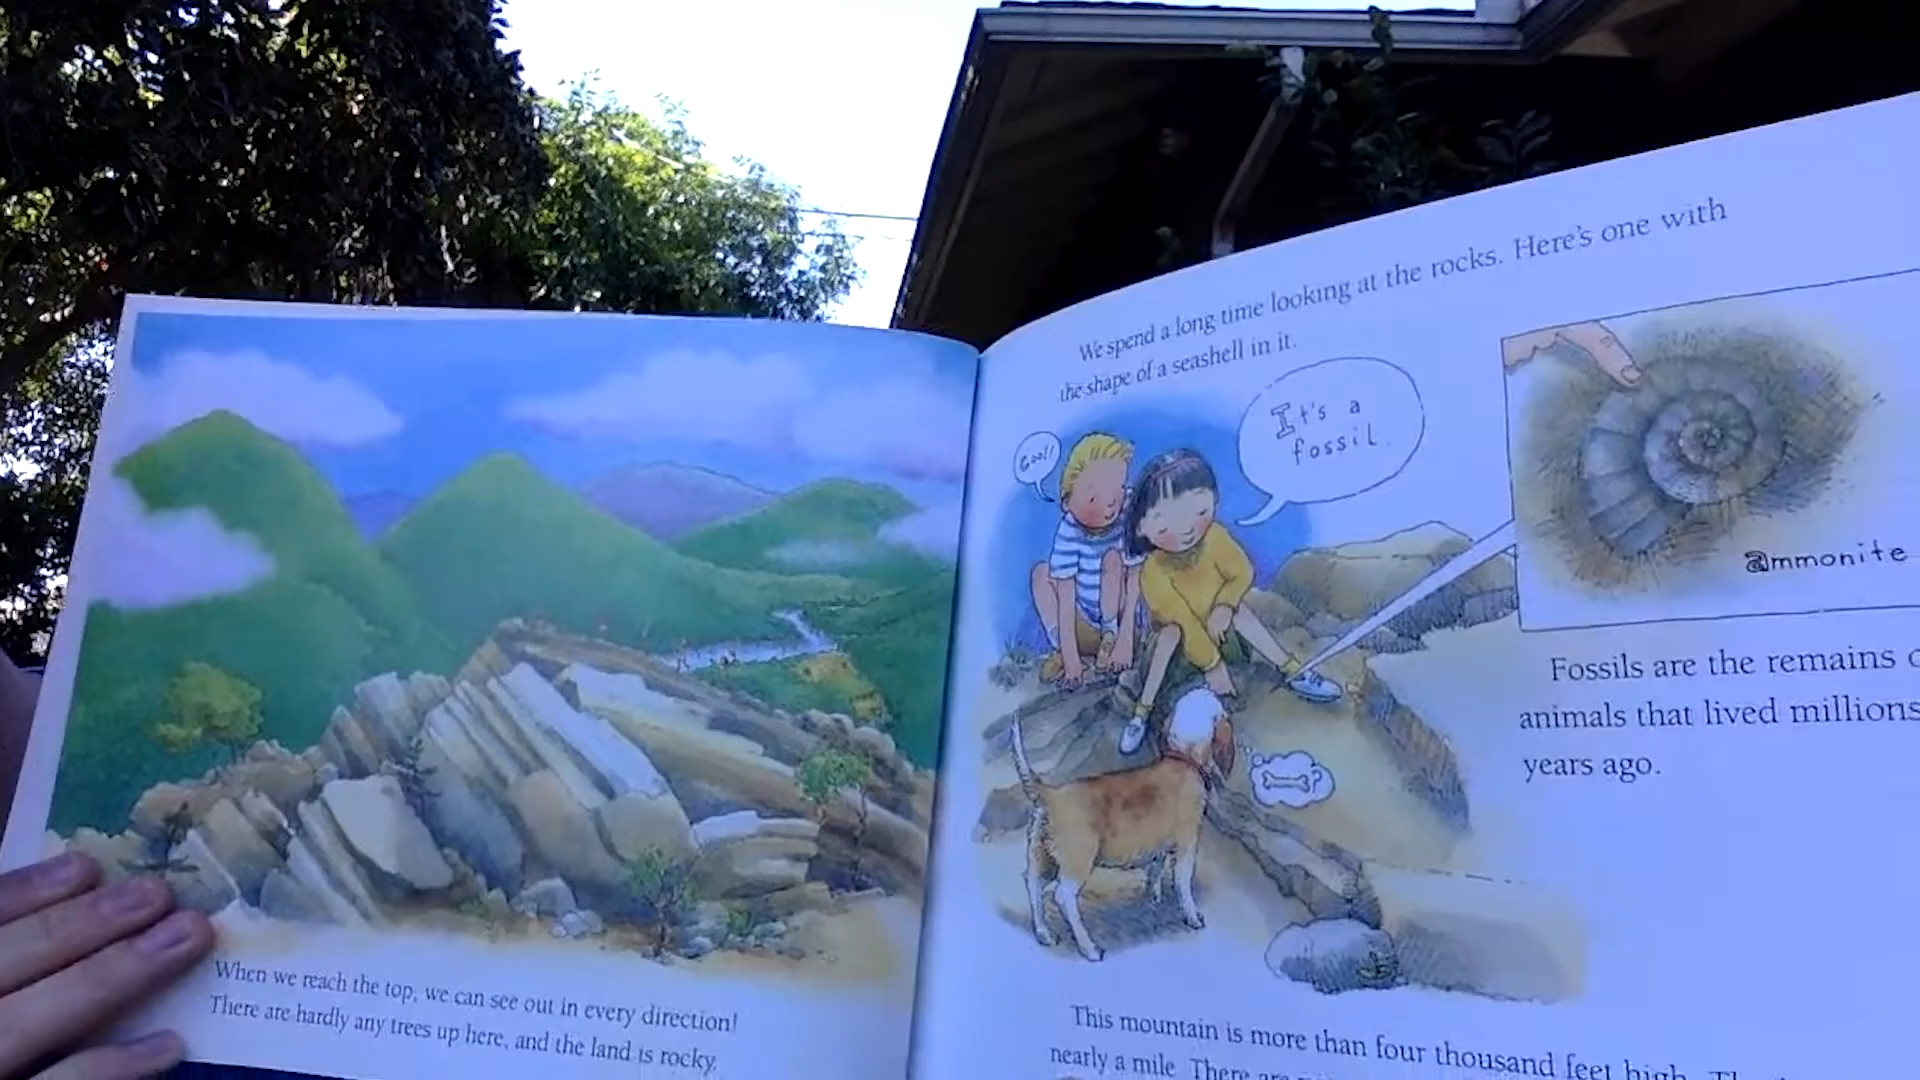 When we reach the top, we can see out in every direction!
There are hardly any trees up here, and the land is rocky.
We spend a long time looking at the rocks. Here's one with
the shape of a seashell in it.
Cool!
It's a
fossil.
ammonite
Fossils are the remains
animals that lived millions
years ago.
This mountain is more than four thousand feet high.
nearly a mile. There are